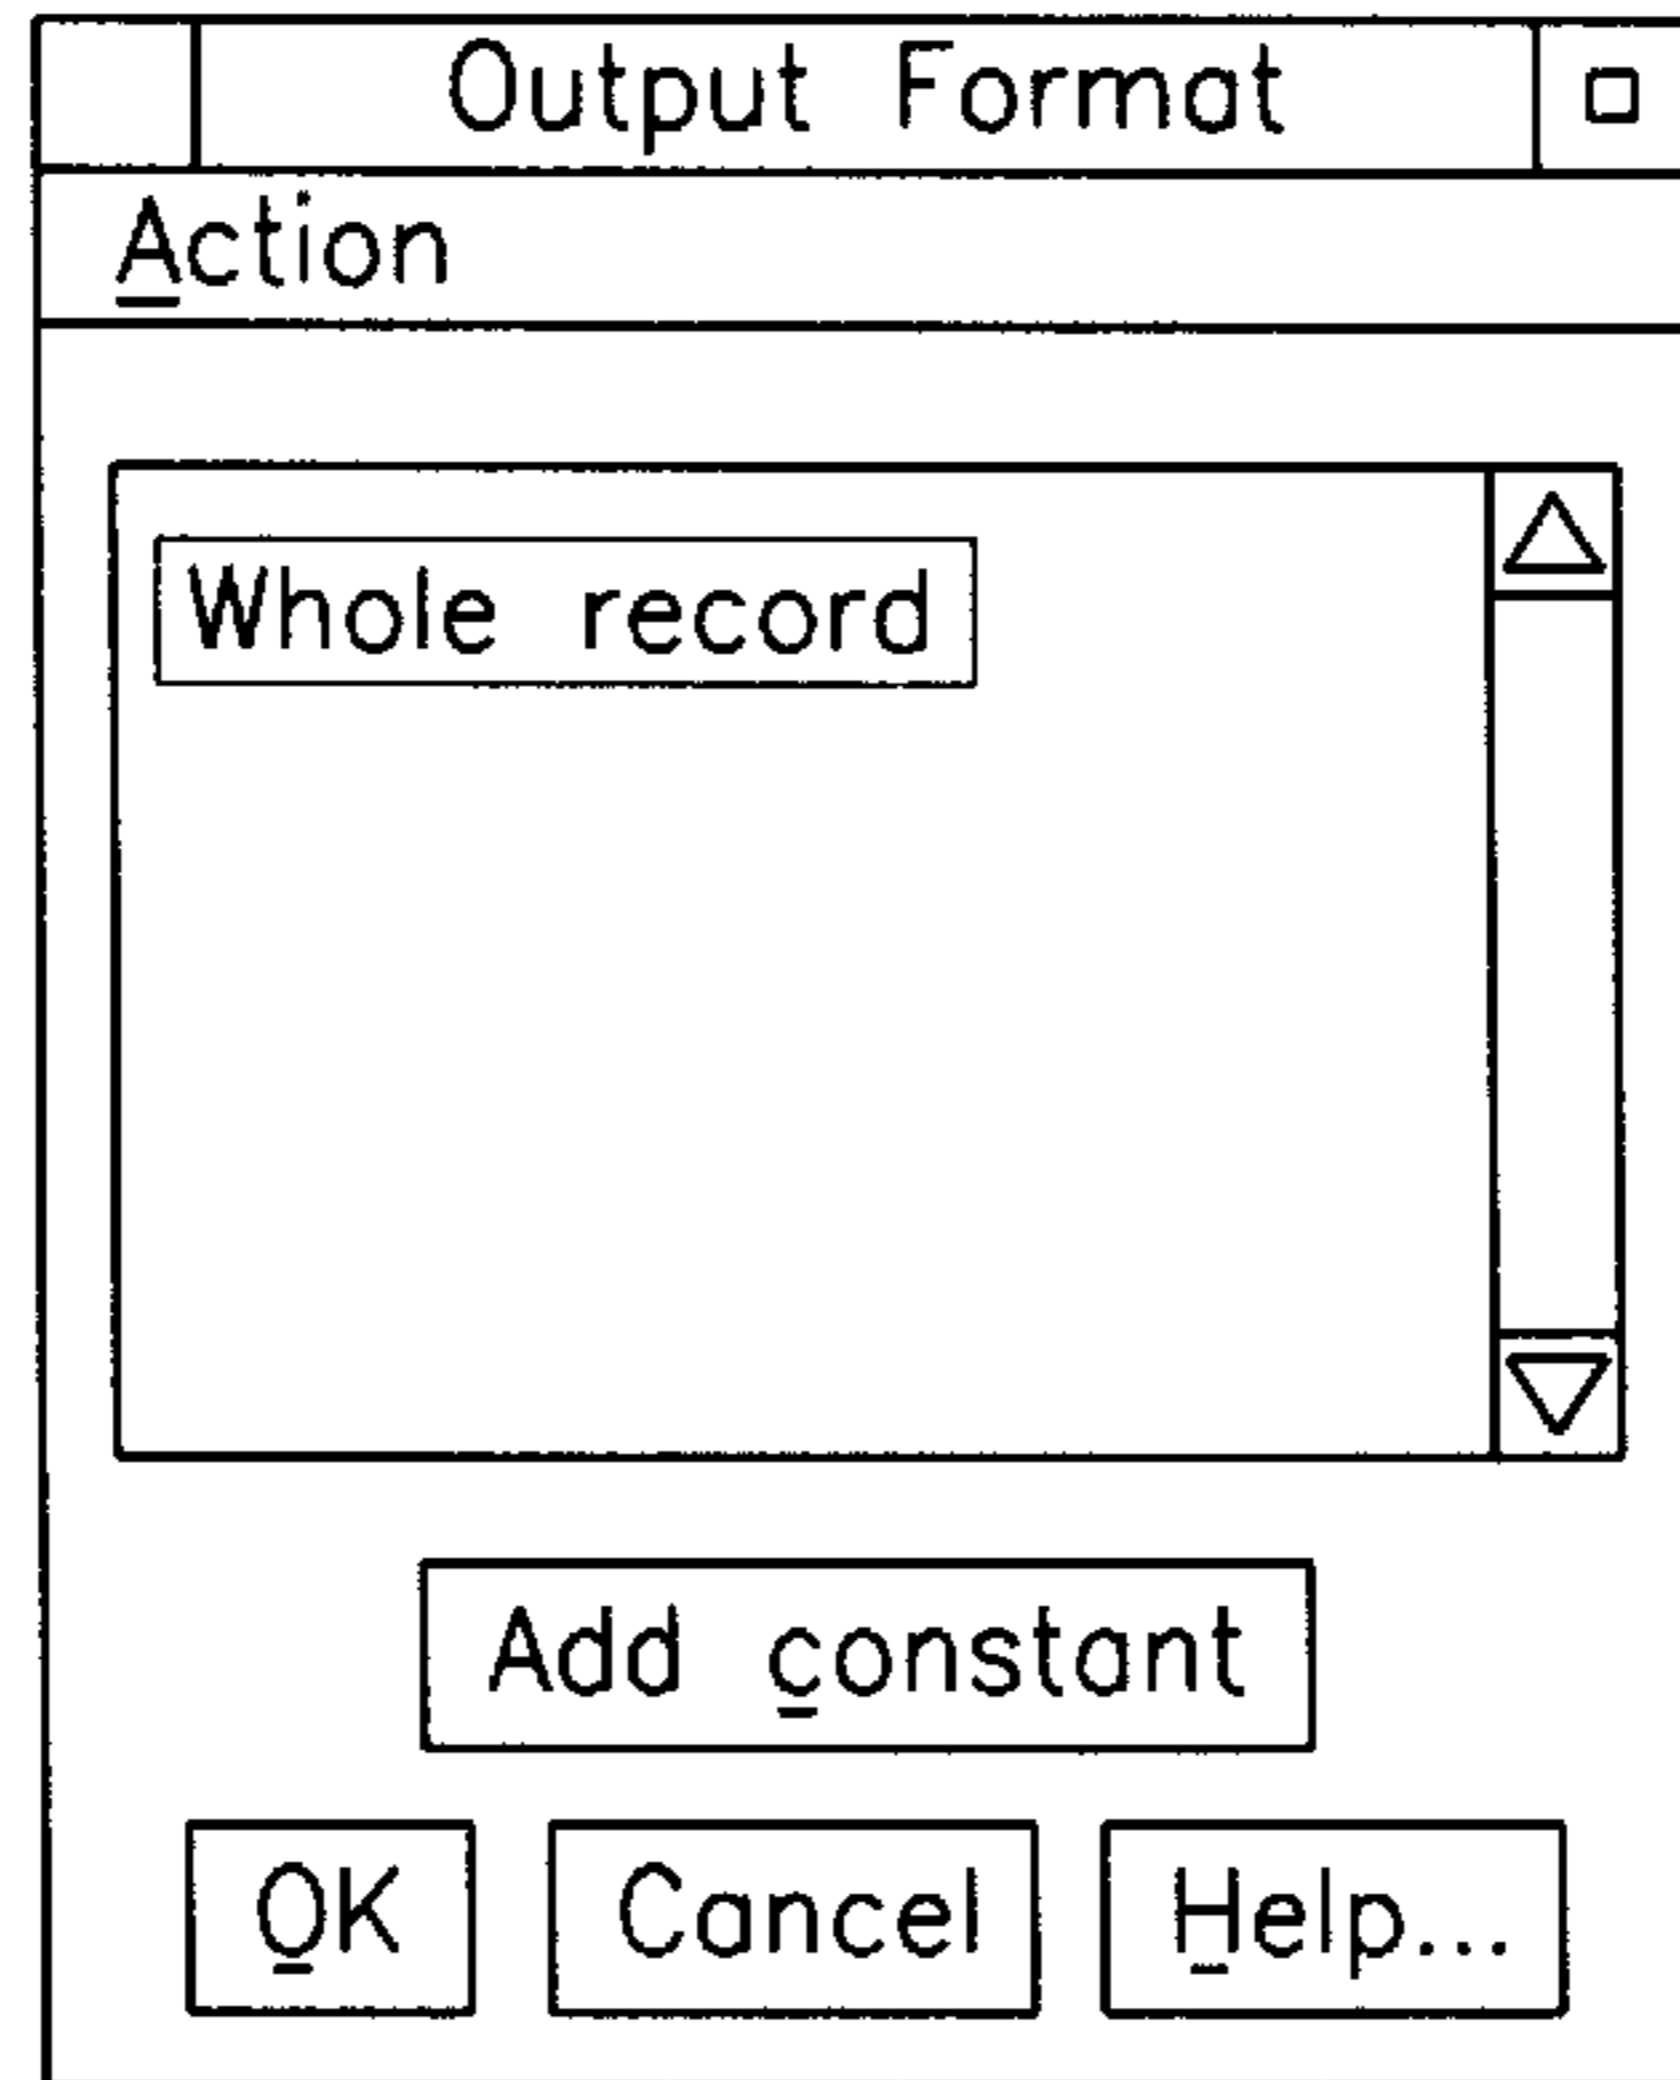 Output Format
Action
Whole record
Add constant
OK Cancel Help...